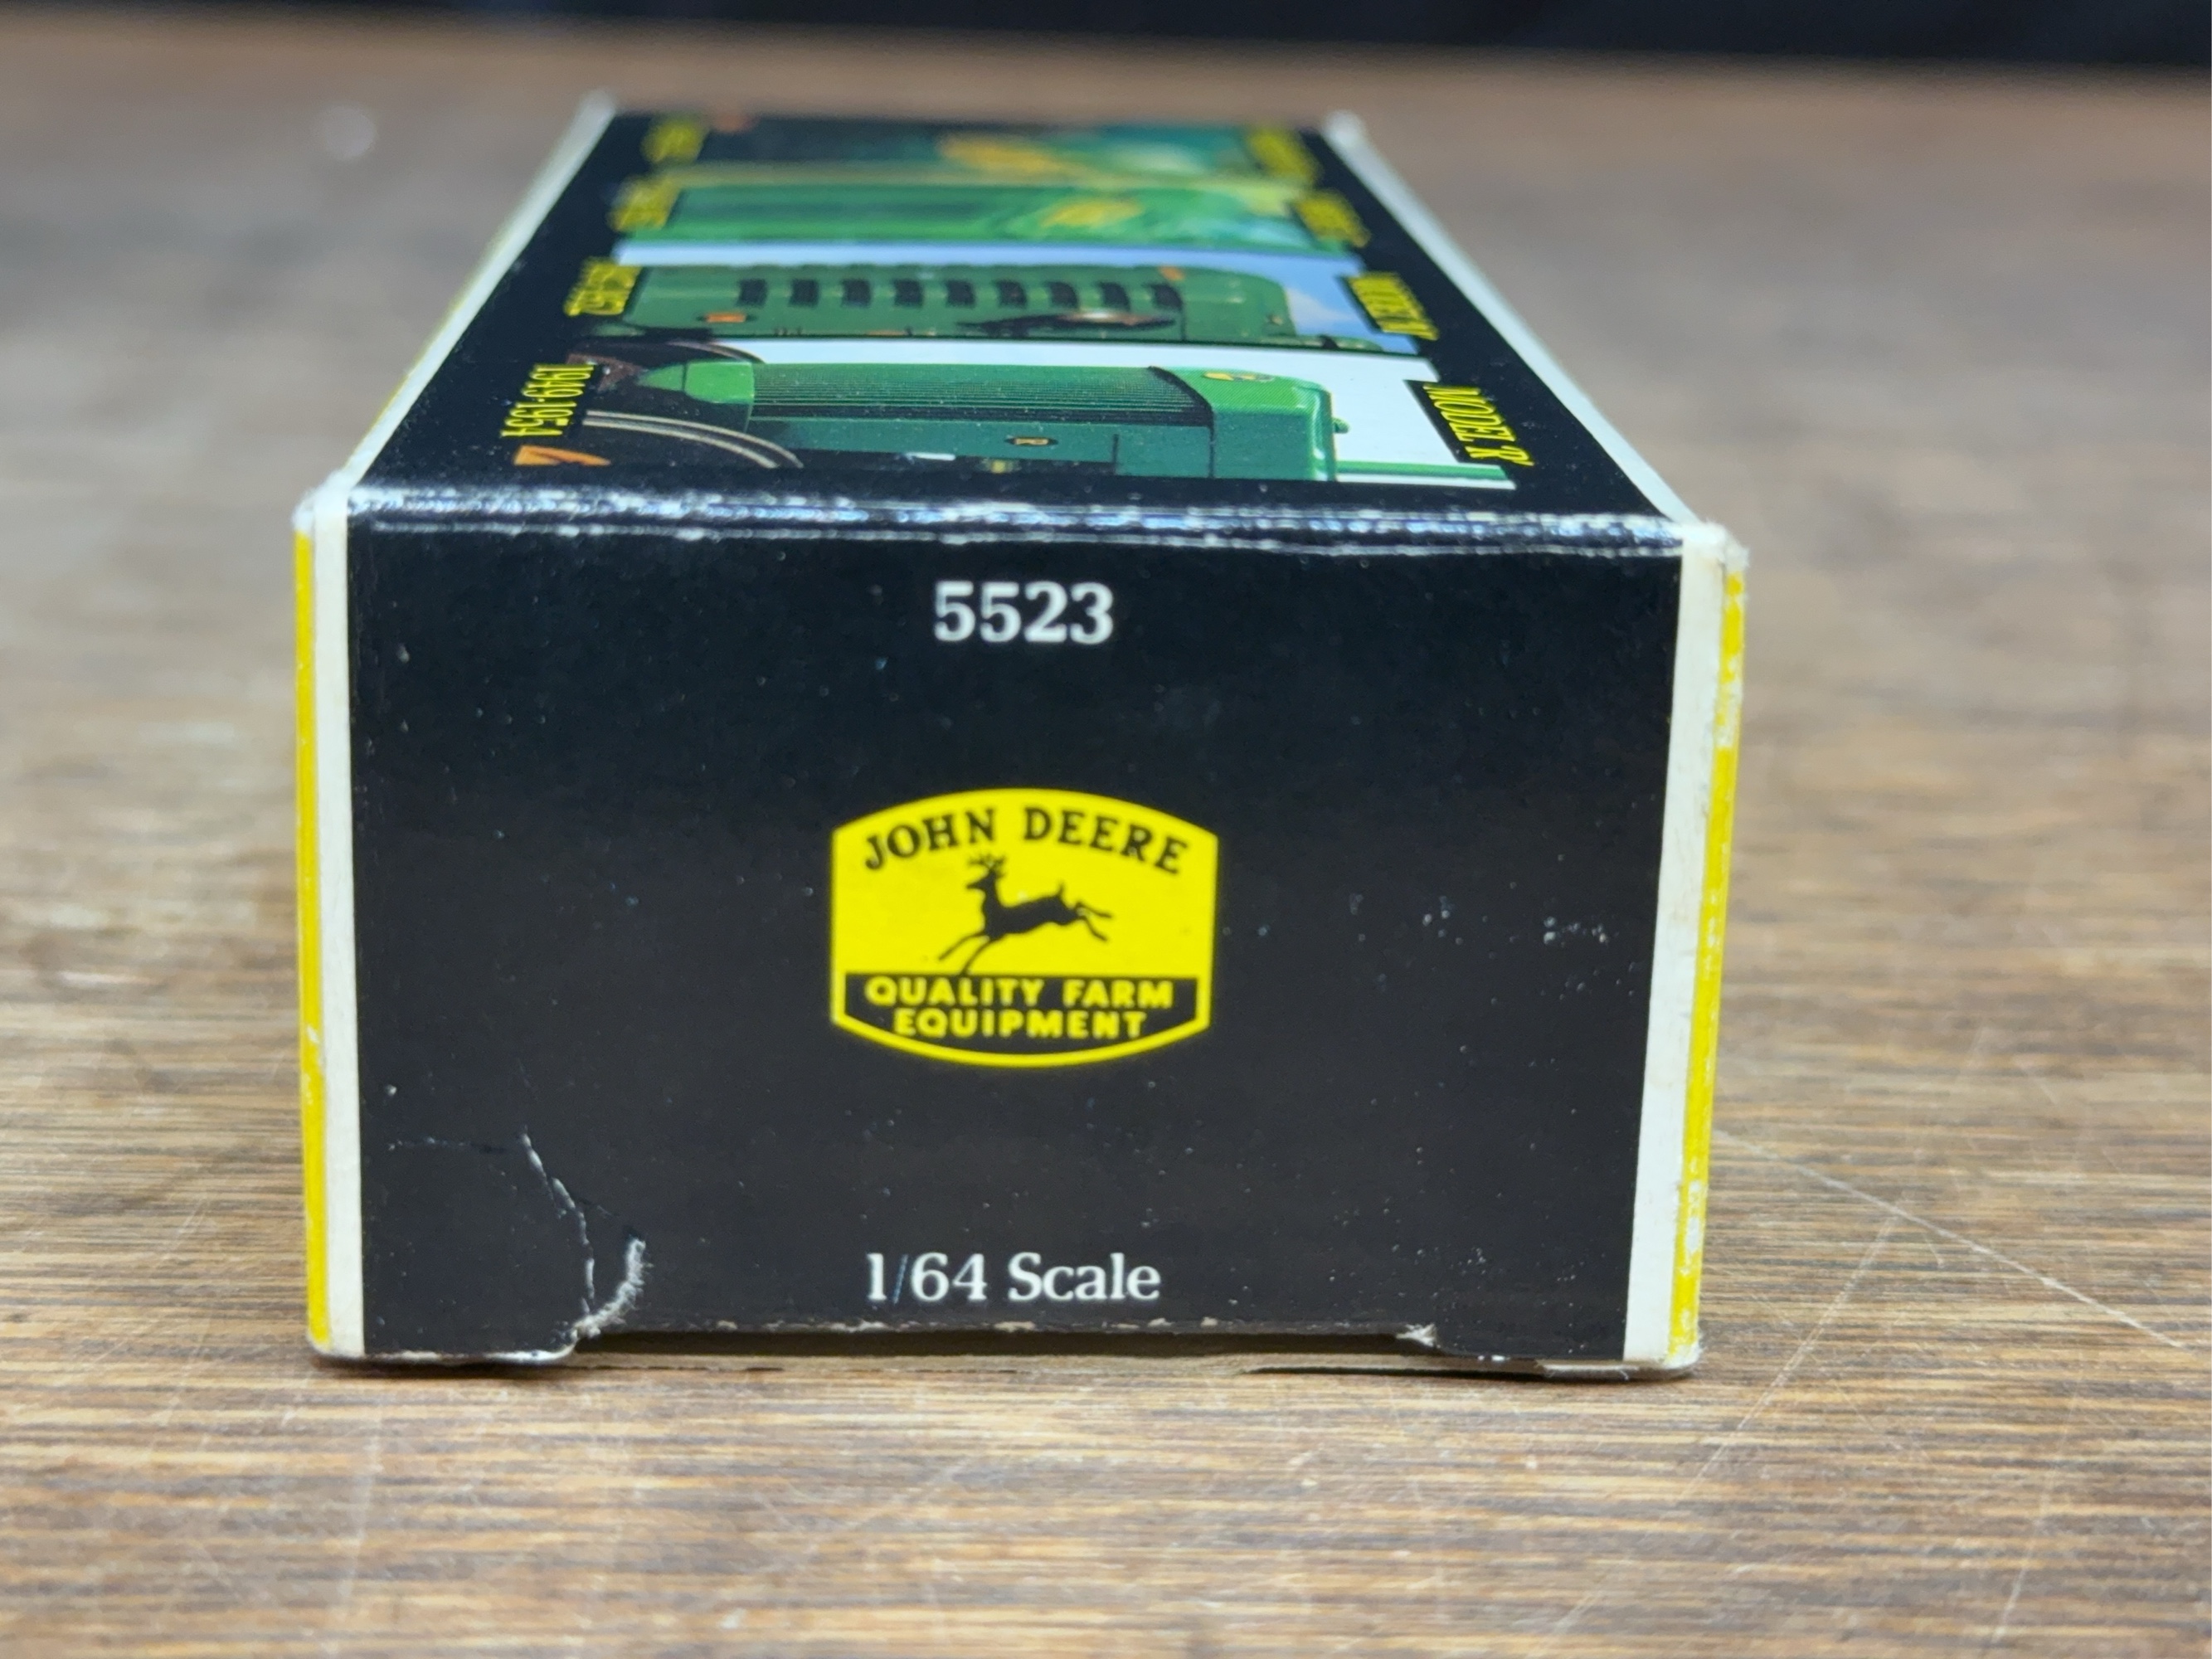 1949-1954
MODEL R
MODEL M
5523
JOHN DEERE
QUALITY FARM
EQUIPMENT
1/64 Scale